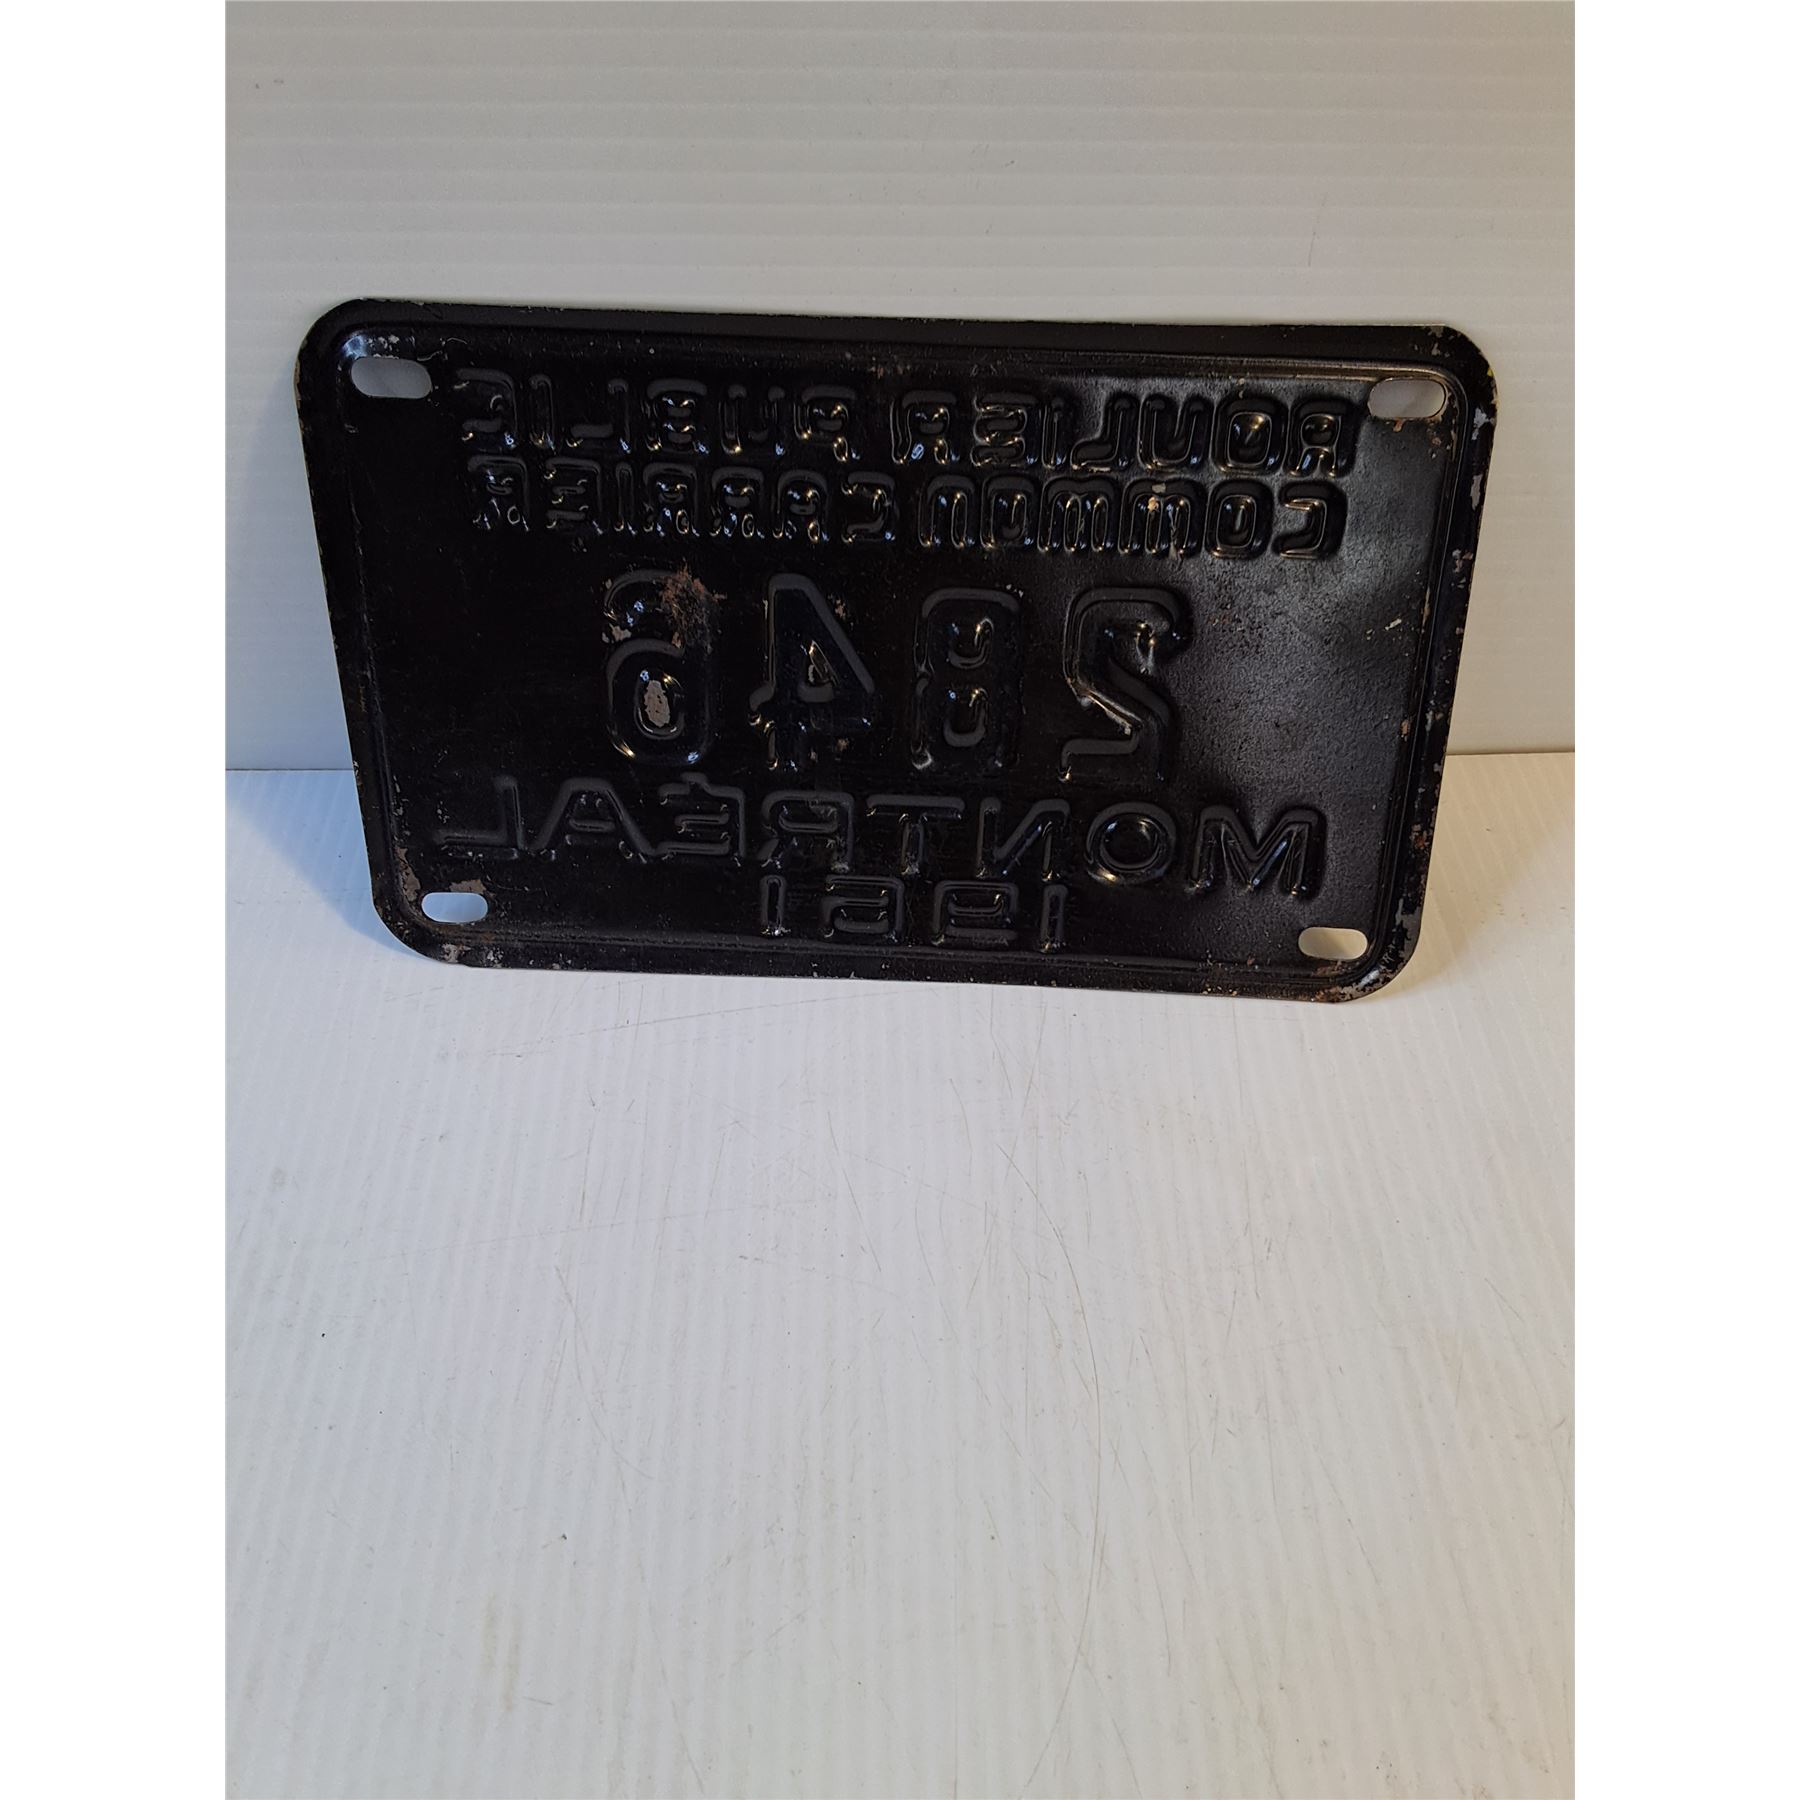 ROULIER PUBLIC
COMMON CARRIER
2846
MONTRÉAL
1961